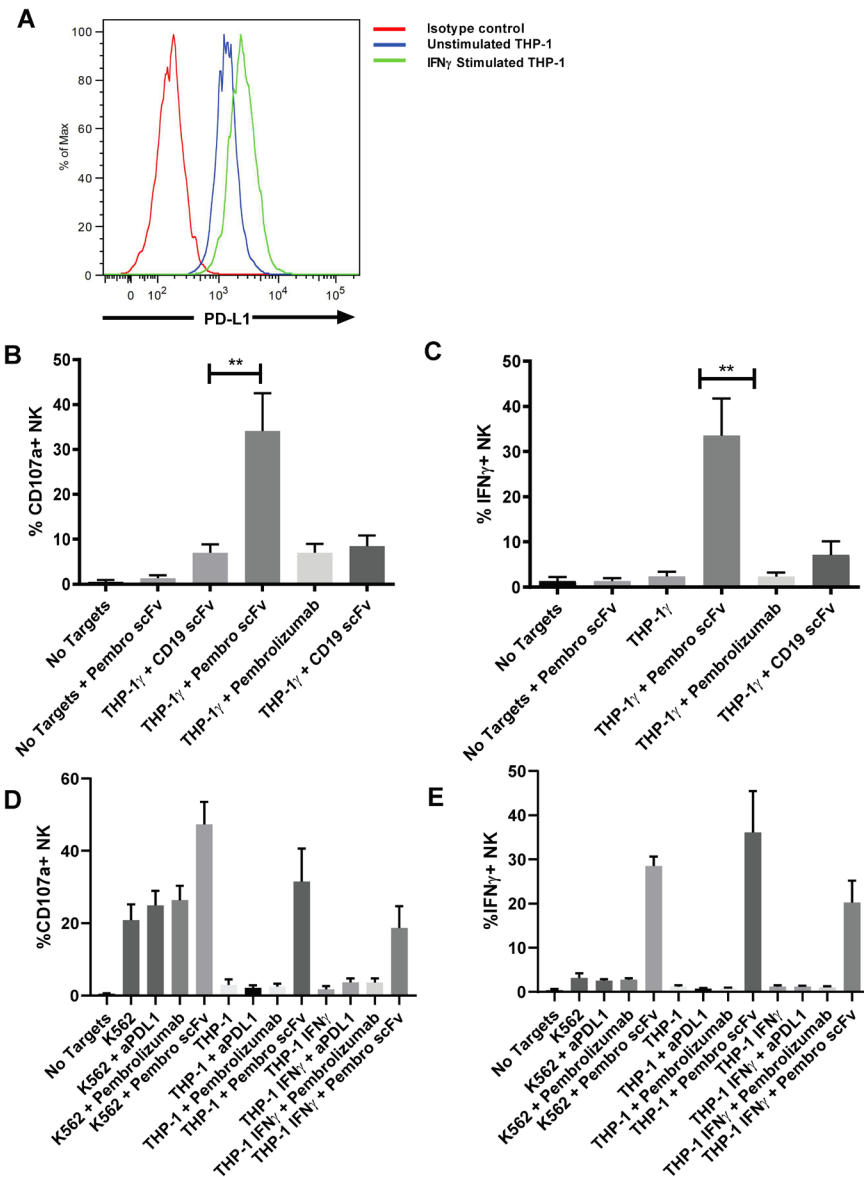 A
Isotype control
Unstimulated THP-1
IFNγ Stimulated THP-1
100
80
60
40
20
0
% of Max
0 10² 10³ 10⁴ 10⁵
PD-L1
B
50
40
30
20
10
0
% CD107a+ NK
**
No Targets
No Targets + Pembro scFv
THP-1γ + CD19 scFv
THP-1γ + Pembro scFv
THP-1γ + Pembrolizumab
THP-1γ + CD19 scFv
C
50
40
30
20
10
0
% IFNγ+ NK
**
No Targets
No Targets + Pembro scFv
THP-1γ
THP-1γ + Pembro scFv
THP-1γ + Pembrolizumab
THP-1γ + CD19 scFv
D
60
40
20
0
%CD107a+ NK
No Targets
K562
K562 + aPDL1
K562 + Pembrolizumab
K562 + Pembro scFv
THP-1
THP-1 + aPDL1
THP-1 + Pembrolizumab
THP-1 + Pembro scFv
THP-1 IFNγ
THP-1 IFNγ + aPDL1
THP-1 IFNγ + Pembrolizumab
THP-1 IFNγ + Pembro scFv
E
50
40
30
20
10
0
%IFNγ+ NK
No Targets
K562
K562 + aPDL1
K562 + Pembrolizumab
K562 + Pembro scFv
THP-1
THP-1 + aPDL1
THP-1 + Pembrolizumab
THP-1 + Pembro scFv
THP-1 IFNγ
THP-1 IFNγ + aPDL1
THP-1 IFNγ + Pembrolizumab
THP-1 IFNγ + Pembro scFv